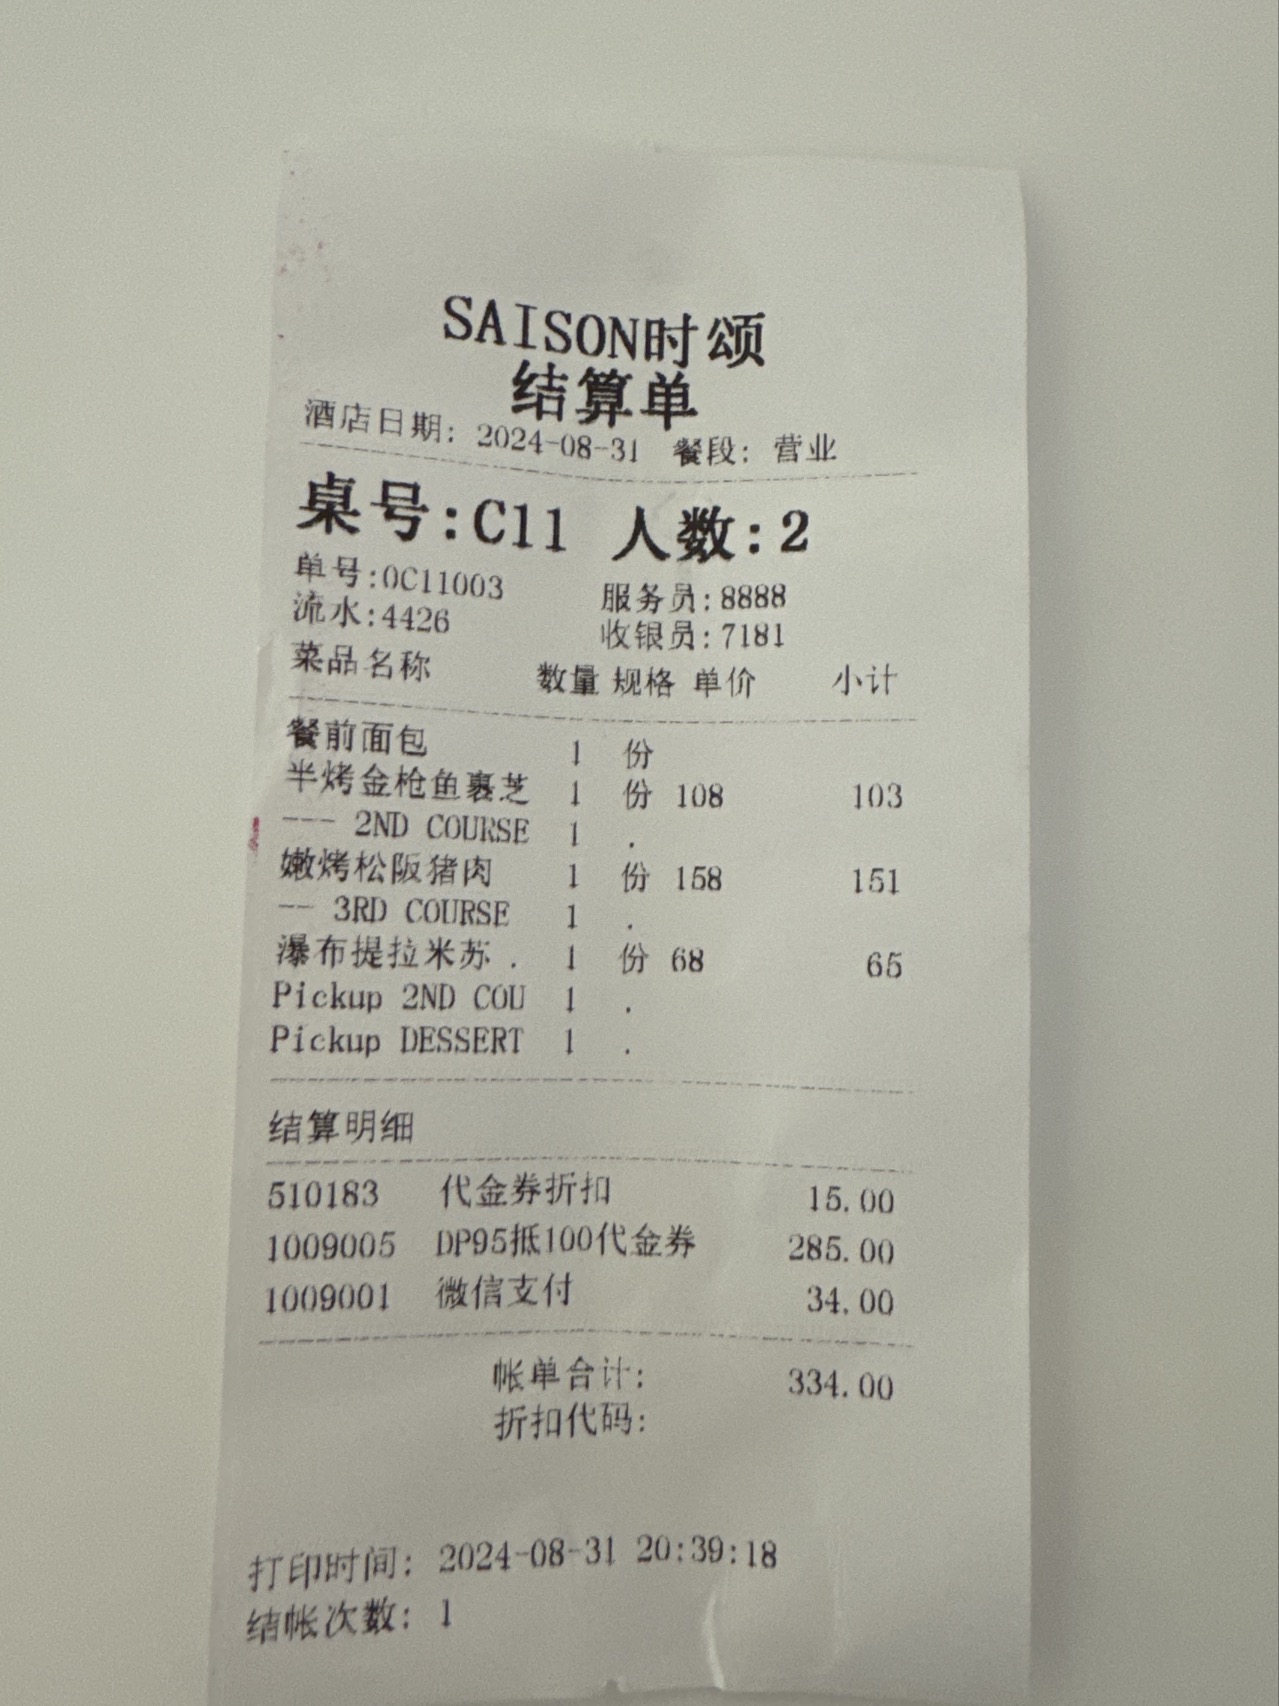 SAISON时颂
结算单
酒店日期: 2024-08-31 餐段: 营业
桌号:C11 人数:2
单号:0C11003 服务员:8888
流水:4426 收银员:7181
菜品名称 数量 规格 单价 小计
餐前面包 1 份
半烤金枪鱼裹芝 1 份 108 103
--- 2ND COURSE 1 .
嫩烤松阪猪肉 1 份 158 151
-- 3RD COURSE 1 .
瀑布提拉米苏 . 1 份 68 65
Pickup 2ND COU 1 .
Pickup DESSERT 1 .
结算明细
510183 代金券折扣 15.00
1009005 DP95抵100代金券 285.00
1009001 微信支付 34.00
帐单合计: 334.00
折扣代码:
打印时间: 2024-08-31 20:39:18
结帐次数: 1